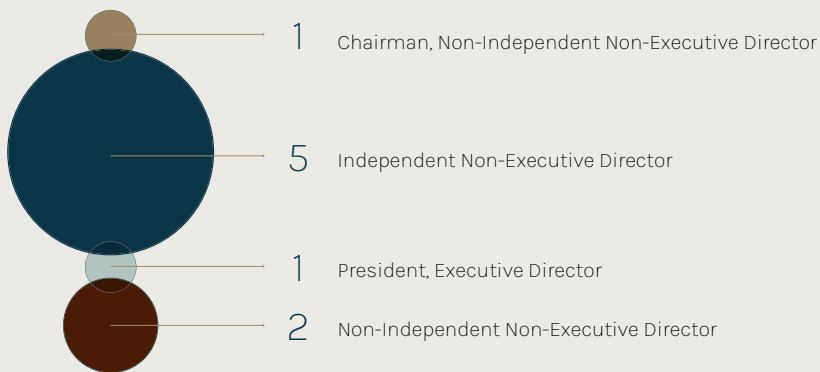 1 Chairman, Non-Independent Non-Executive Director
5 Independent Non-Executive Director
1 President, Executive Director
2 Non-Independent Non-Executive Director